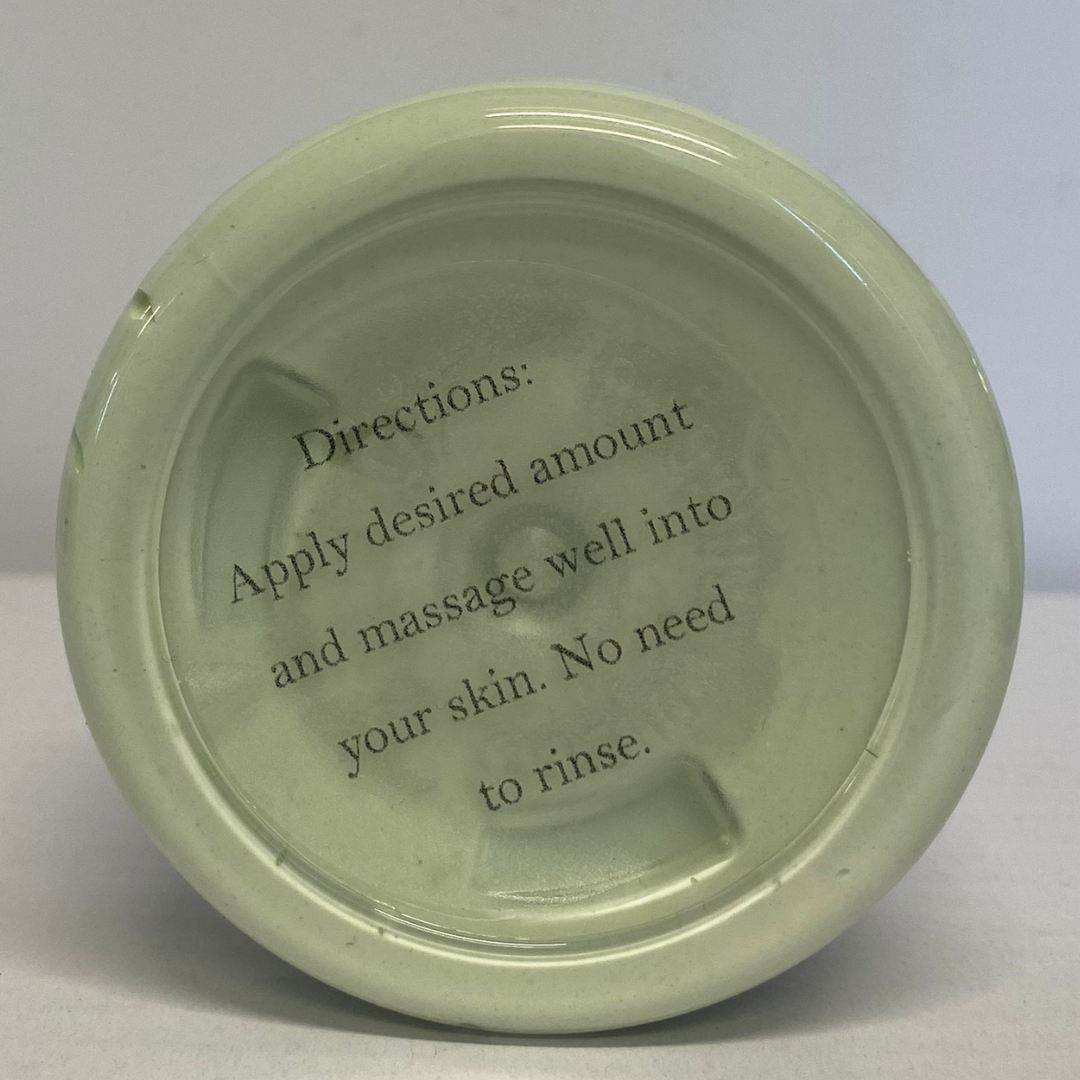 Directions:
Apply desired amount
and massage well into
your skin. No need
to rinse.